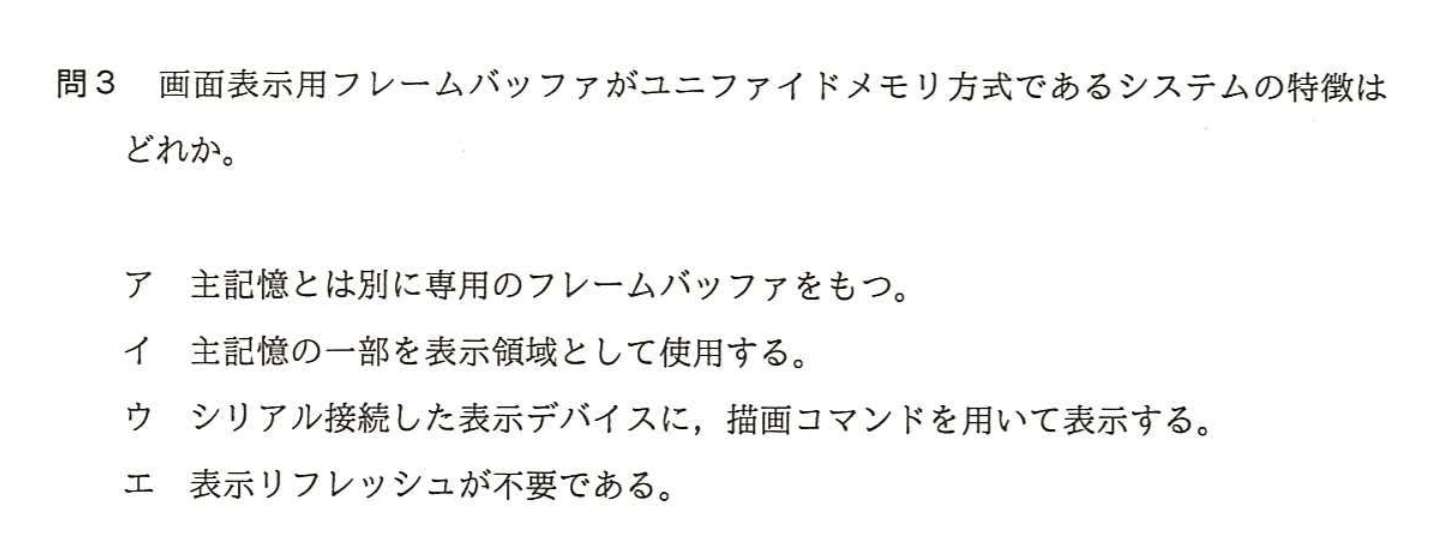 問3 画面表示用フレームバッファがユニファイドメモリ方式であるシステムの特徴は
どれか。
ア 主記憶とは別に専用のフレームバッファをもつ。
イ 主記憶の一部を表示領域として使用する。
ウ シリアル接続した表示デバイスに，描画コマンドを用いて表示する。
エ 表示リフレッシュが不要である。